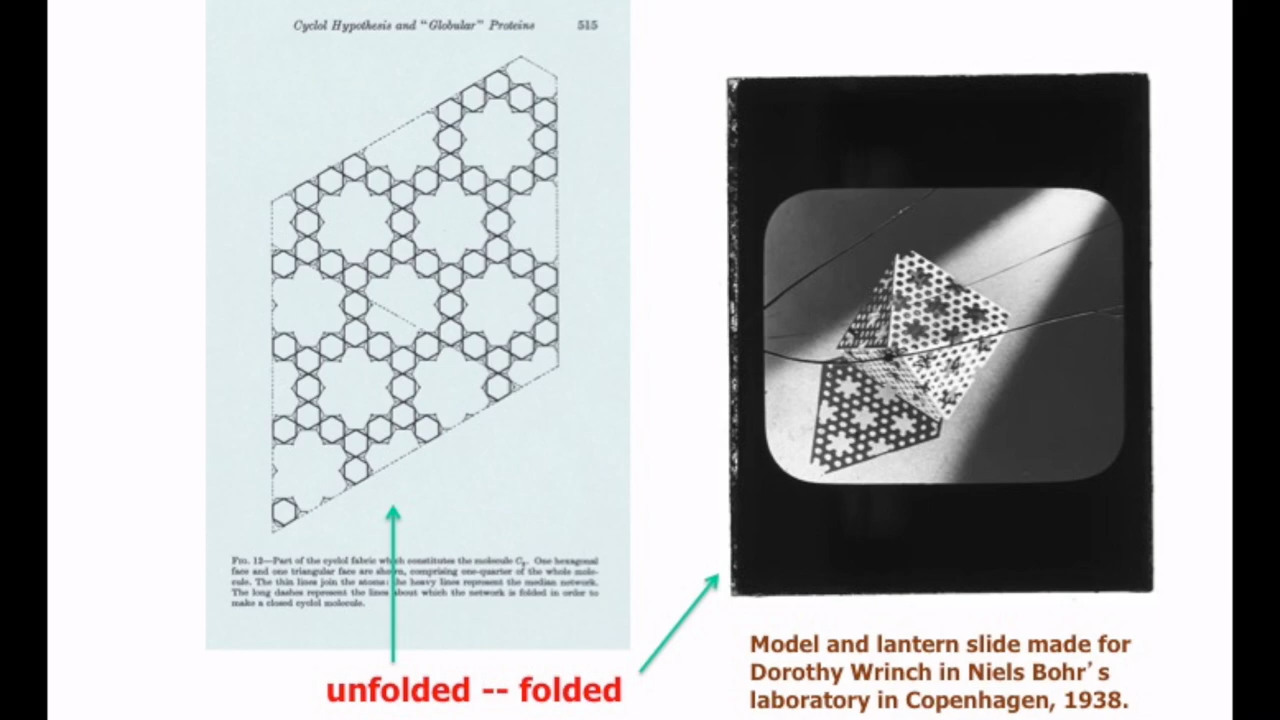 Cyclol Hypothesis and "Globular" Proteins 515
FIG. 12—Part of the cyclol fabric which constitutes the molecule C₂. One hexagonal
face and one triangular face are shown, comprising one-quarter of the whole mole-
cule. The thin lines join the atoms: the heavy lines represent the median network.
The long dashes represent the lines about which the network is folded in order to
make a closed cyclol molecule.
unfolded -- folded
Model and lantern slide made for
Dorothy Wrinch in Niels Bohr's
laboratory in Copenhagen, 1938.